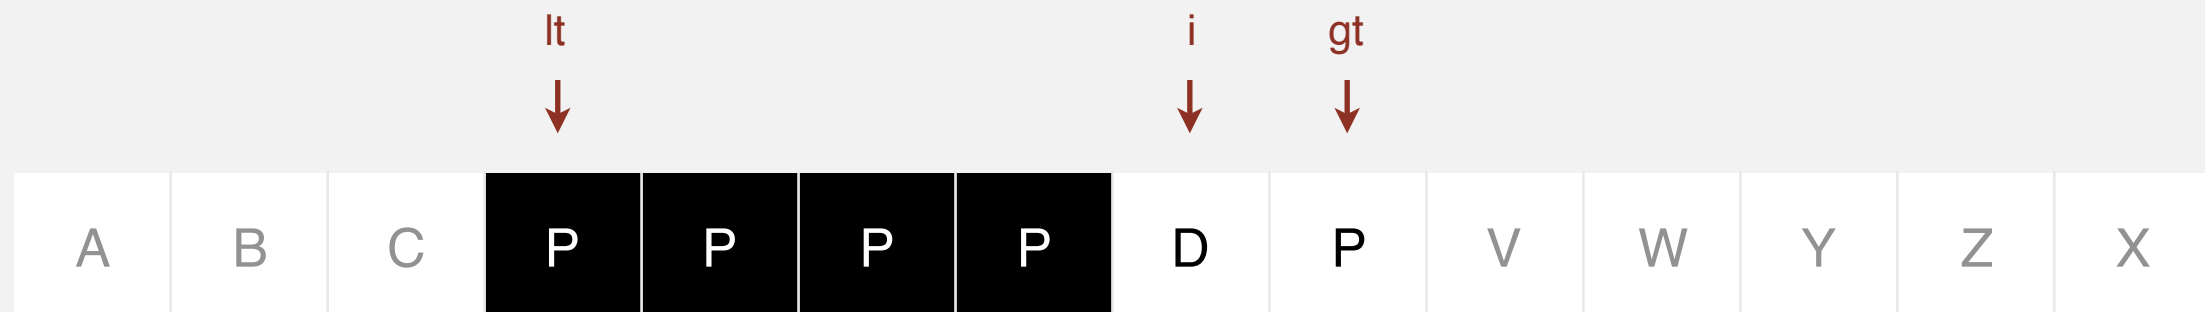 lt i gt
A B C P P P P D P V W Y Z X